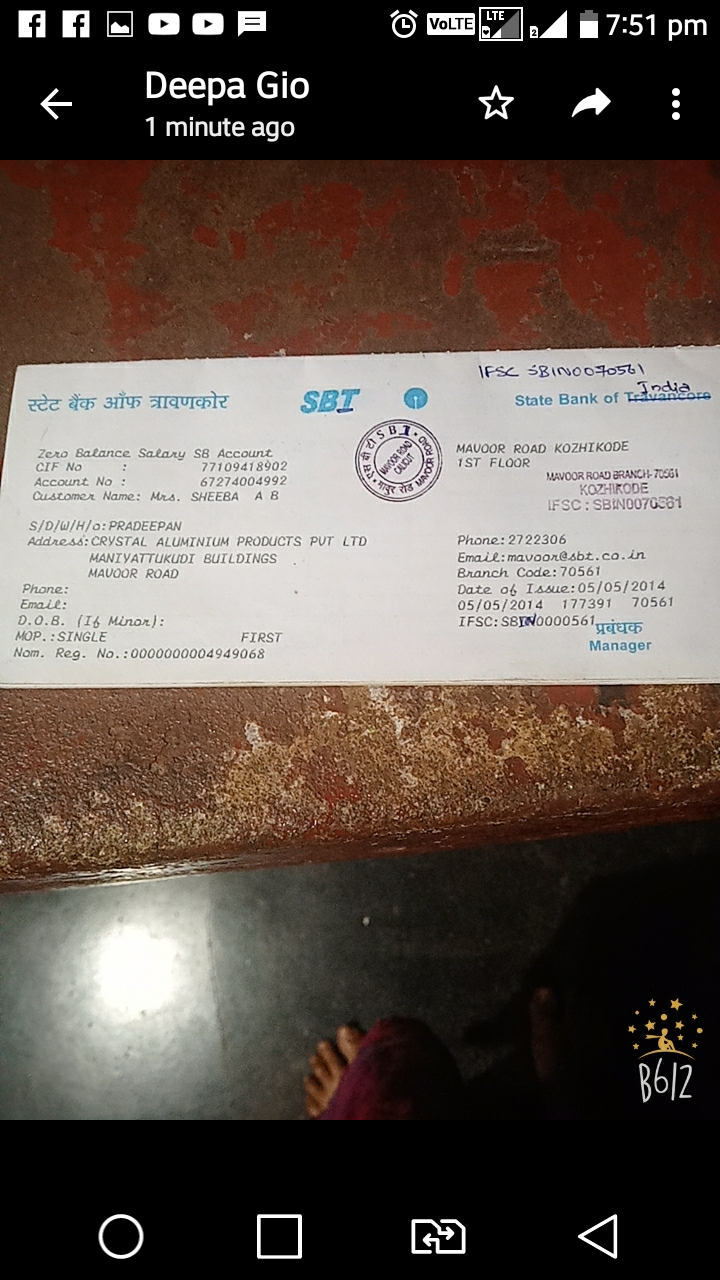 VoLTE LTE 2 7:51 pm
Deepa Gio
1 minute ago
IFSC SBIN0070561
स्टेट बैंक ऑफ त्रावणकोर SBI State Bank of Travancore India
Zero Balance Salary SB Account
CIF No : 77109418902
Account No : 67274004992
Customer Name: Mrs. SHEEBA A B
S/D/W/H/o: PRADEEPAN
Address: CRYSTAL ALUMINIUM PRODUCTS PVT LTD
MANIYATTUKUDI BUILDINGS
MAVOOR ROAD
Phone:
Email:
D.O.B. (If Minor):
MOP.: SINGLE FIRST
Nom. Reg. No.: 0000000004949068
MAVOOR ROAD
CALICUT
MAVOOR ROAD KOZHIKODE
1ST FLOOR
MAVOOR ROAD BRANCH-70561
KOZHIKODE
IFSC : SBIN0070561
Phone: 2722306
Email: mavoor@sbt.co.in
Branch Code: 70561
Date of Issue: 05/05/2014
05/05/2014 177391 70561
IFSC: SBIN0000561
प्रबंधक
Manager
B612